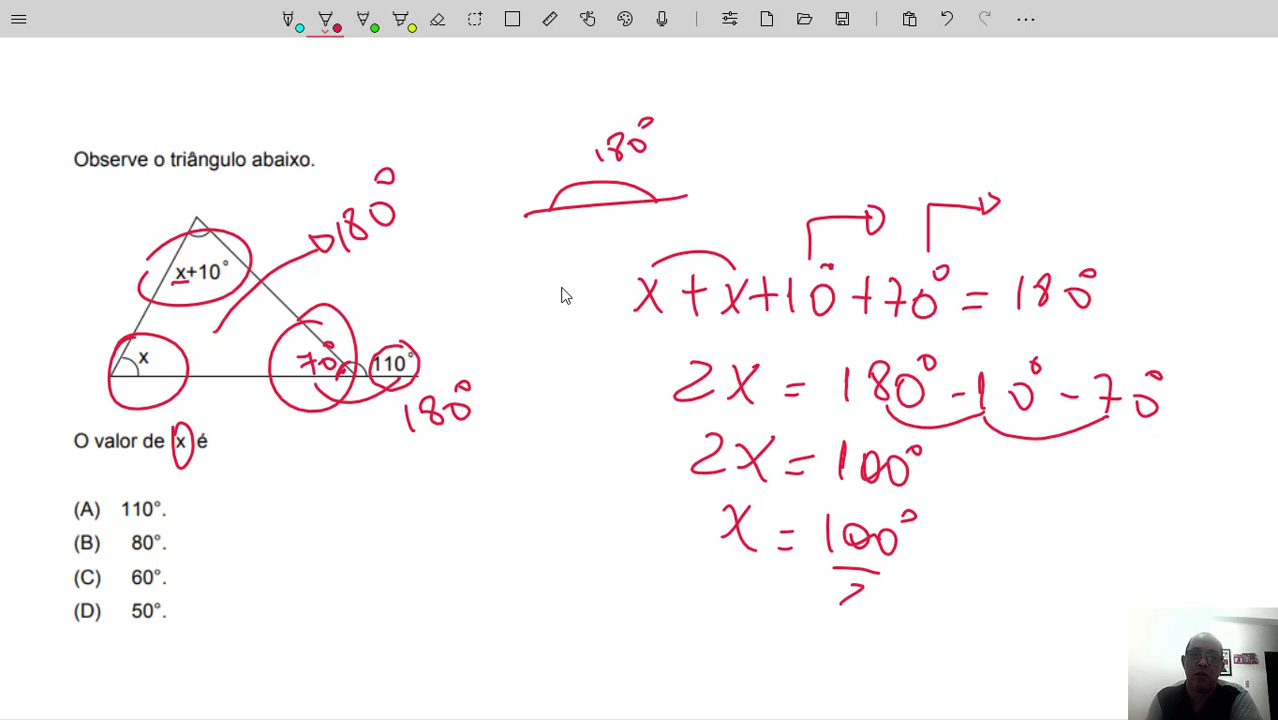 Observe o triângulo abaixo.
180°
180°
x+10°
x
70°
110°
180°
O valor de x é
(A) 110°.
(B) 80°.
(C) 60°.
(D) 50°.
x + x + 10° + 70° = 180°
2x = 180° - 10° - 70°
2x = 100°
x = 100°
2